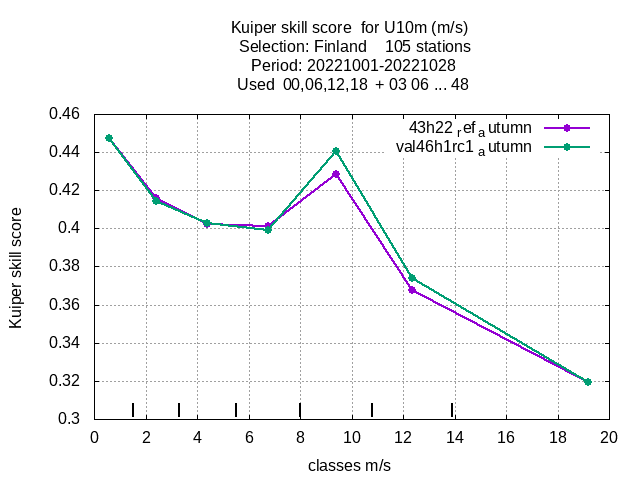 Kuiper skill score  for U10m (m/s)
Selection: Finland    105 stations
Period: 20221001-20221028
Used  00,06,12,18  + 03 06 ... 48
0.46
0.44
0.42
0.4
0.38
0.36
0.34
0.32
0.3
Kuiper skill score
43h22 ref autumn
val46h1rc1 autumn
0 2 4 6 8 10 12 14 16 18 20
classes m/s